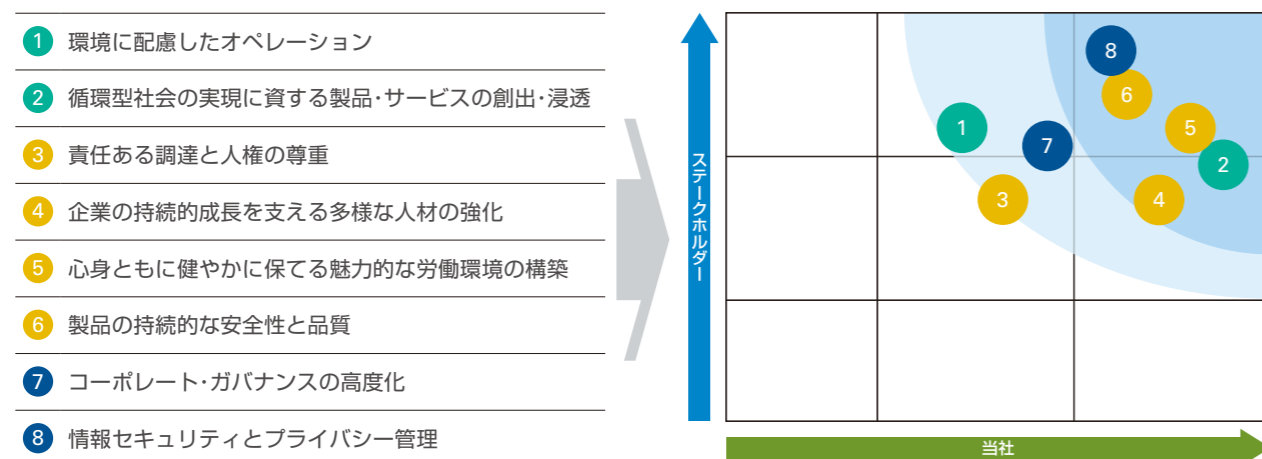 1 環境に配慮したオペレーション
2 循環型社会の実現に資する製品・サービスの創出・浸透
3 責任ある調達と人権の尊重
4 企業の持続的成長を支える多様な人材の強化
5 心身ともに健やかに保てる魅力的な労働環境の構築
6 製品の持続的な安全性と品質
7 コーポレート・ガバナンスの高度化
8 情報セキュリティとプライバシー管理
ステークホルダー
8
6
1
5
7
2
3
4
当社